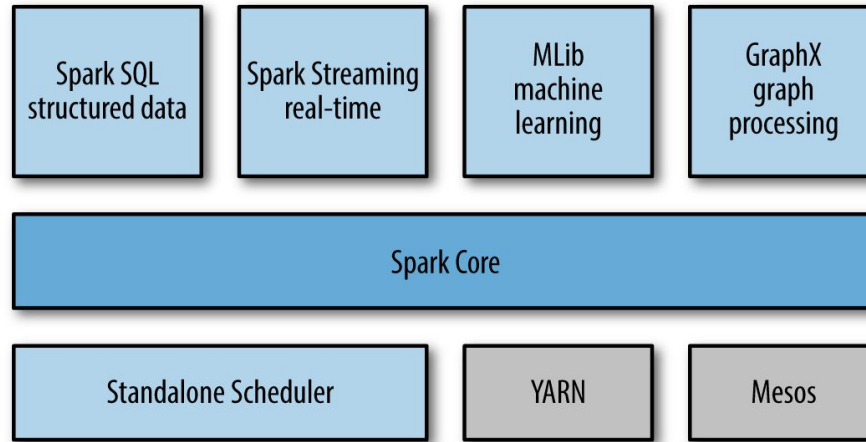 Spark SQL
structured data
Spark Streaming
real-time
MLib
machine
learning
GraphX
graph
processing
Spark Core
Standalone Scheduler
YARN
Mesos